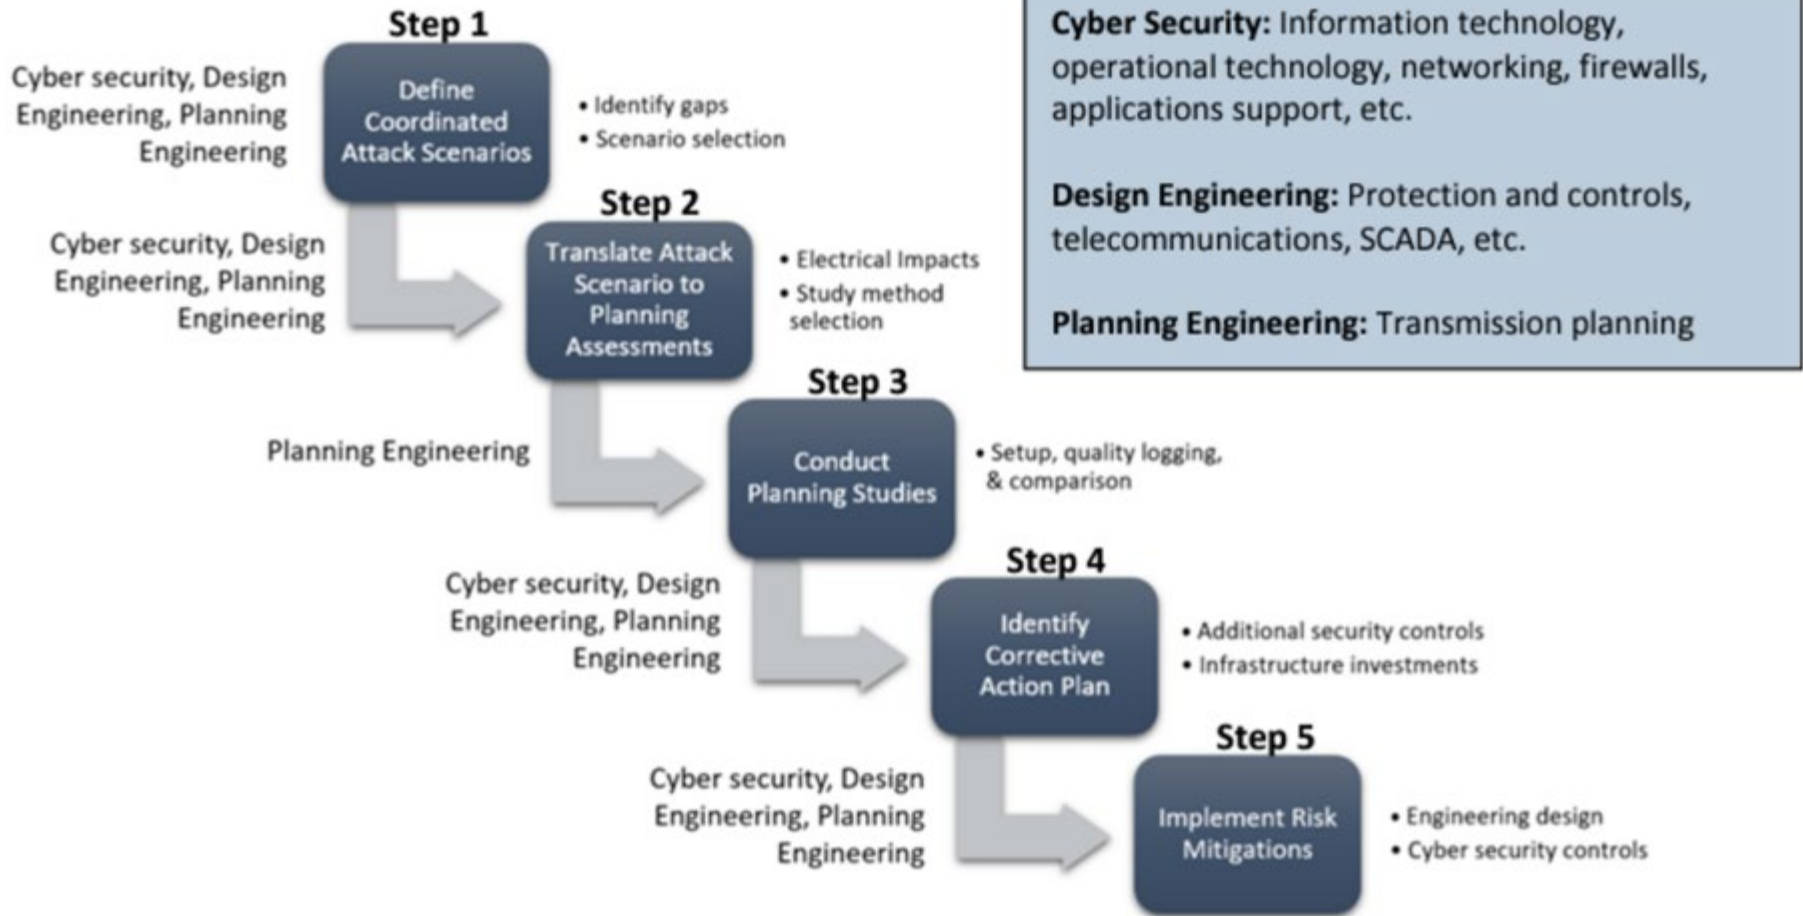 Step 1
Cyber security, Design
Engineering, Planning
Engineering
Define
Coordinated
Attack Scenarios
• Identify gaps
• Scenario selection
Cyber security, Design
Engineering, Planning
Engineering
Step 2
Translate Attack
Scenario to
Planning
Assessments
• Electrical Impacts
• Study method
selection
Planning Engineering
Step 3
Conduct
Planning Studies
• Setup, quality logging,
& comparison
Cyber security, Design
Engineering, Planning
Engineering
Step 4
Identify
Corrective
Action Plan
• Additional security controls
• Infrastructure investments
Cyber security, Design
Engineering, Planning
Engineering
Step 5
Implement Risk
Mitigations
• Engineering design
• Cyber security controls
Cyber Security: Information technology,
operational technology, networking, firewalls,
applications support, etc.
Design Engineering: Protection and controls,
telecommunications, SCADA, etc.
Planning Engineering: Transmission planning